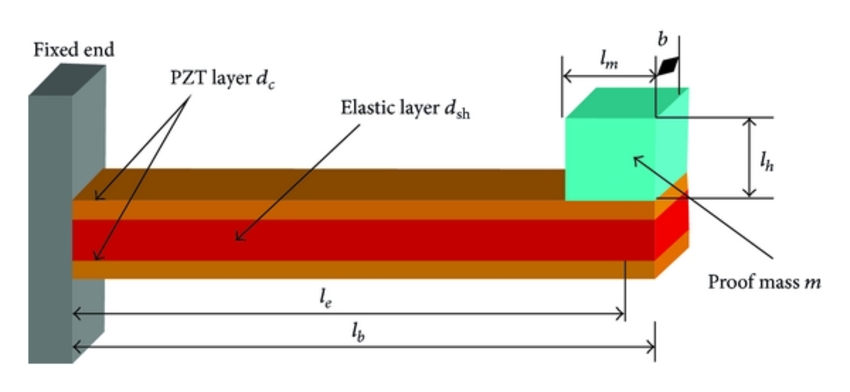 b
Fixed end
l_m
PZT layer d_c
Elastic layer d_sh
l_h
Proof mass m
l_e
l_b